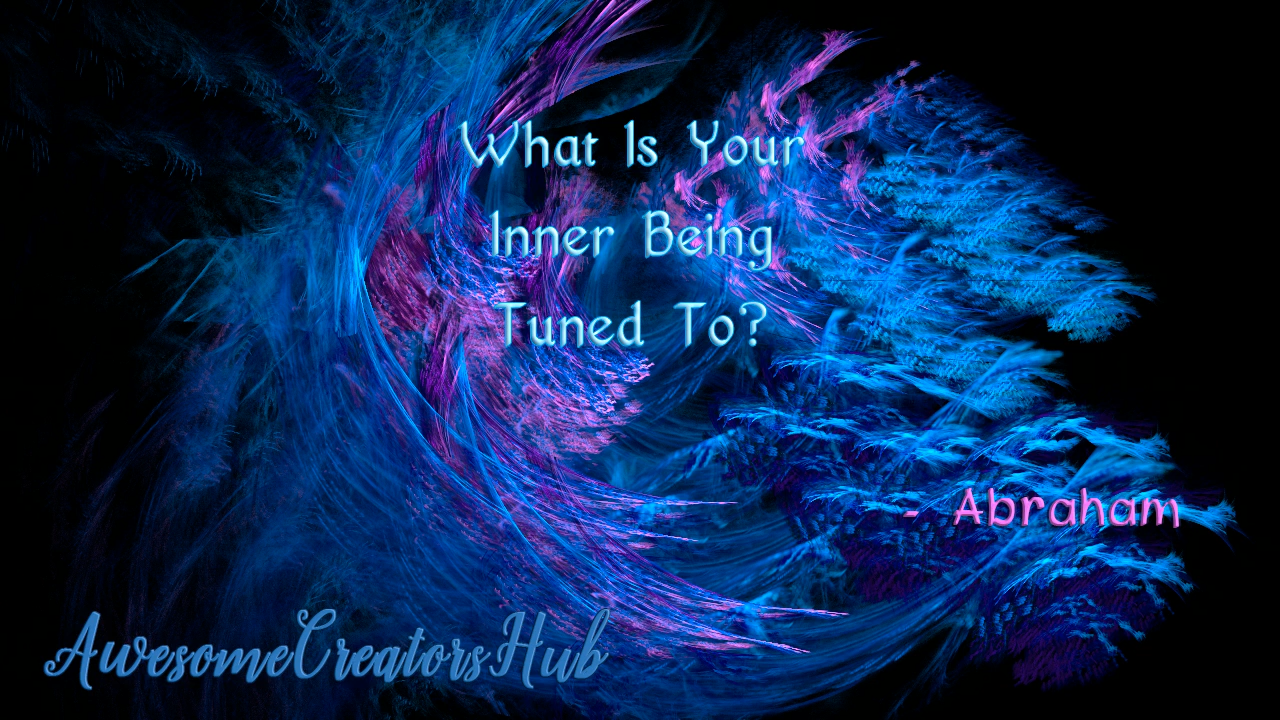 What Is Your
Inner Being
Tuned To?
- Abraham
AwesomeCreatorsHub